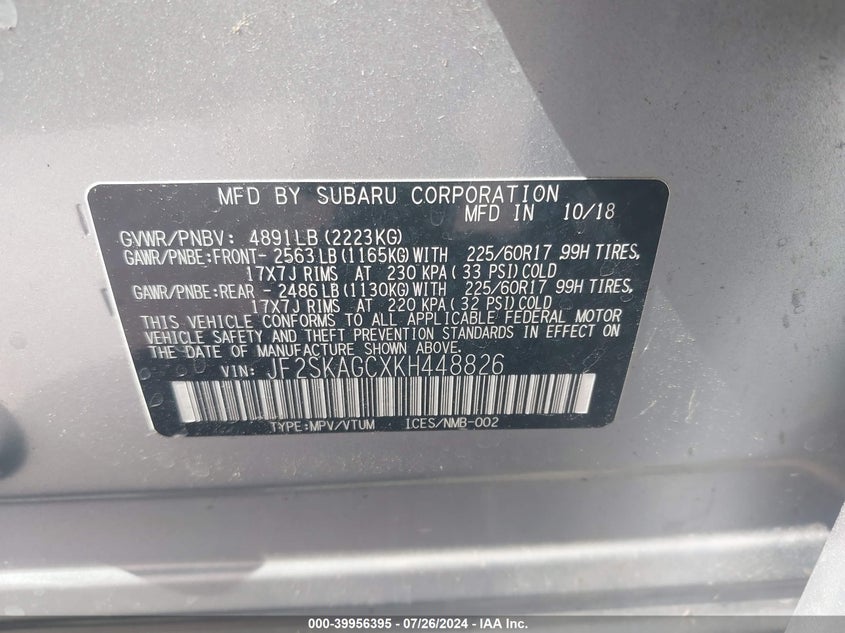 MFD BY SUBARU CORPORATION
MFD IN 10/18
GVWR/PNBV: 4891LB (2223KG)
GAWR/PNBE:FRONT- 2563LB (1165KG) WITH 225/60R17 99H TIRES,
17X7J RIMS AT 230 KPA ( 33 PSI) COLD
GAWR/PNBE:REAR - 2486LB (1130KG) WITH 225/60R17 99H TIRES,
17X7J RIMS AT 220 KPA ( 32 PSI) COLD
THIS VEHICLE CONFORMS TO ALL APPLICABLE FEDERAL MOTOR
VEHICLE SAFETY AND THEFT PREVENTION STANDARDS IN EFFECT ON
THE DATE OF MANUFACTURE SHOWN ABOVE.
VIN: JF2SKAGCXKH448826
TYPE:MPV/VTUM ICES/NMB-002
000-39956395 - 07/26/2024 - IAA Inc.